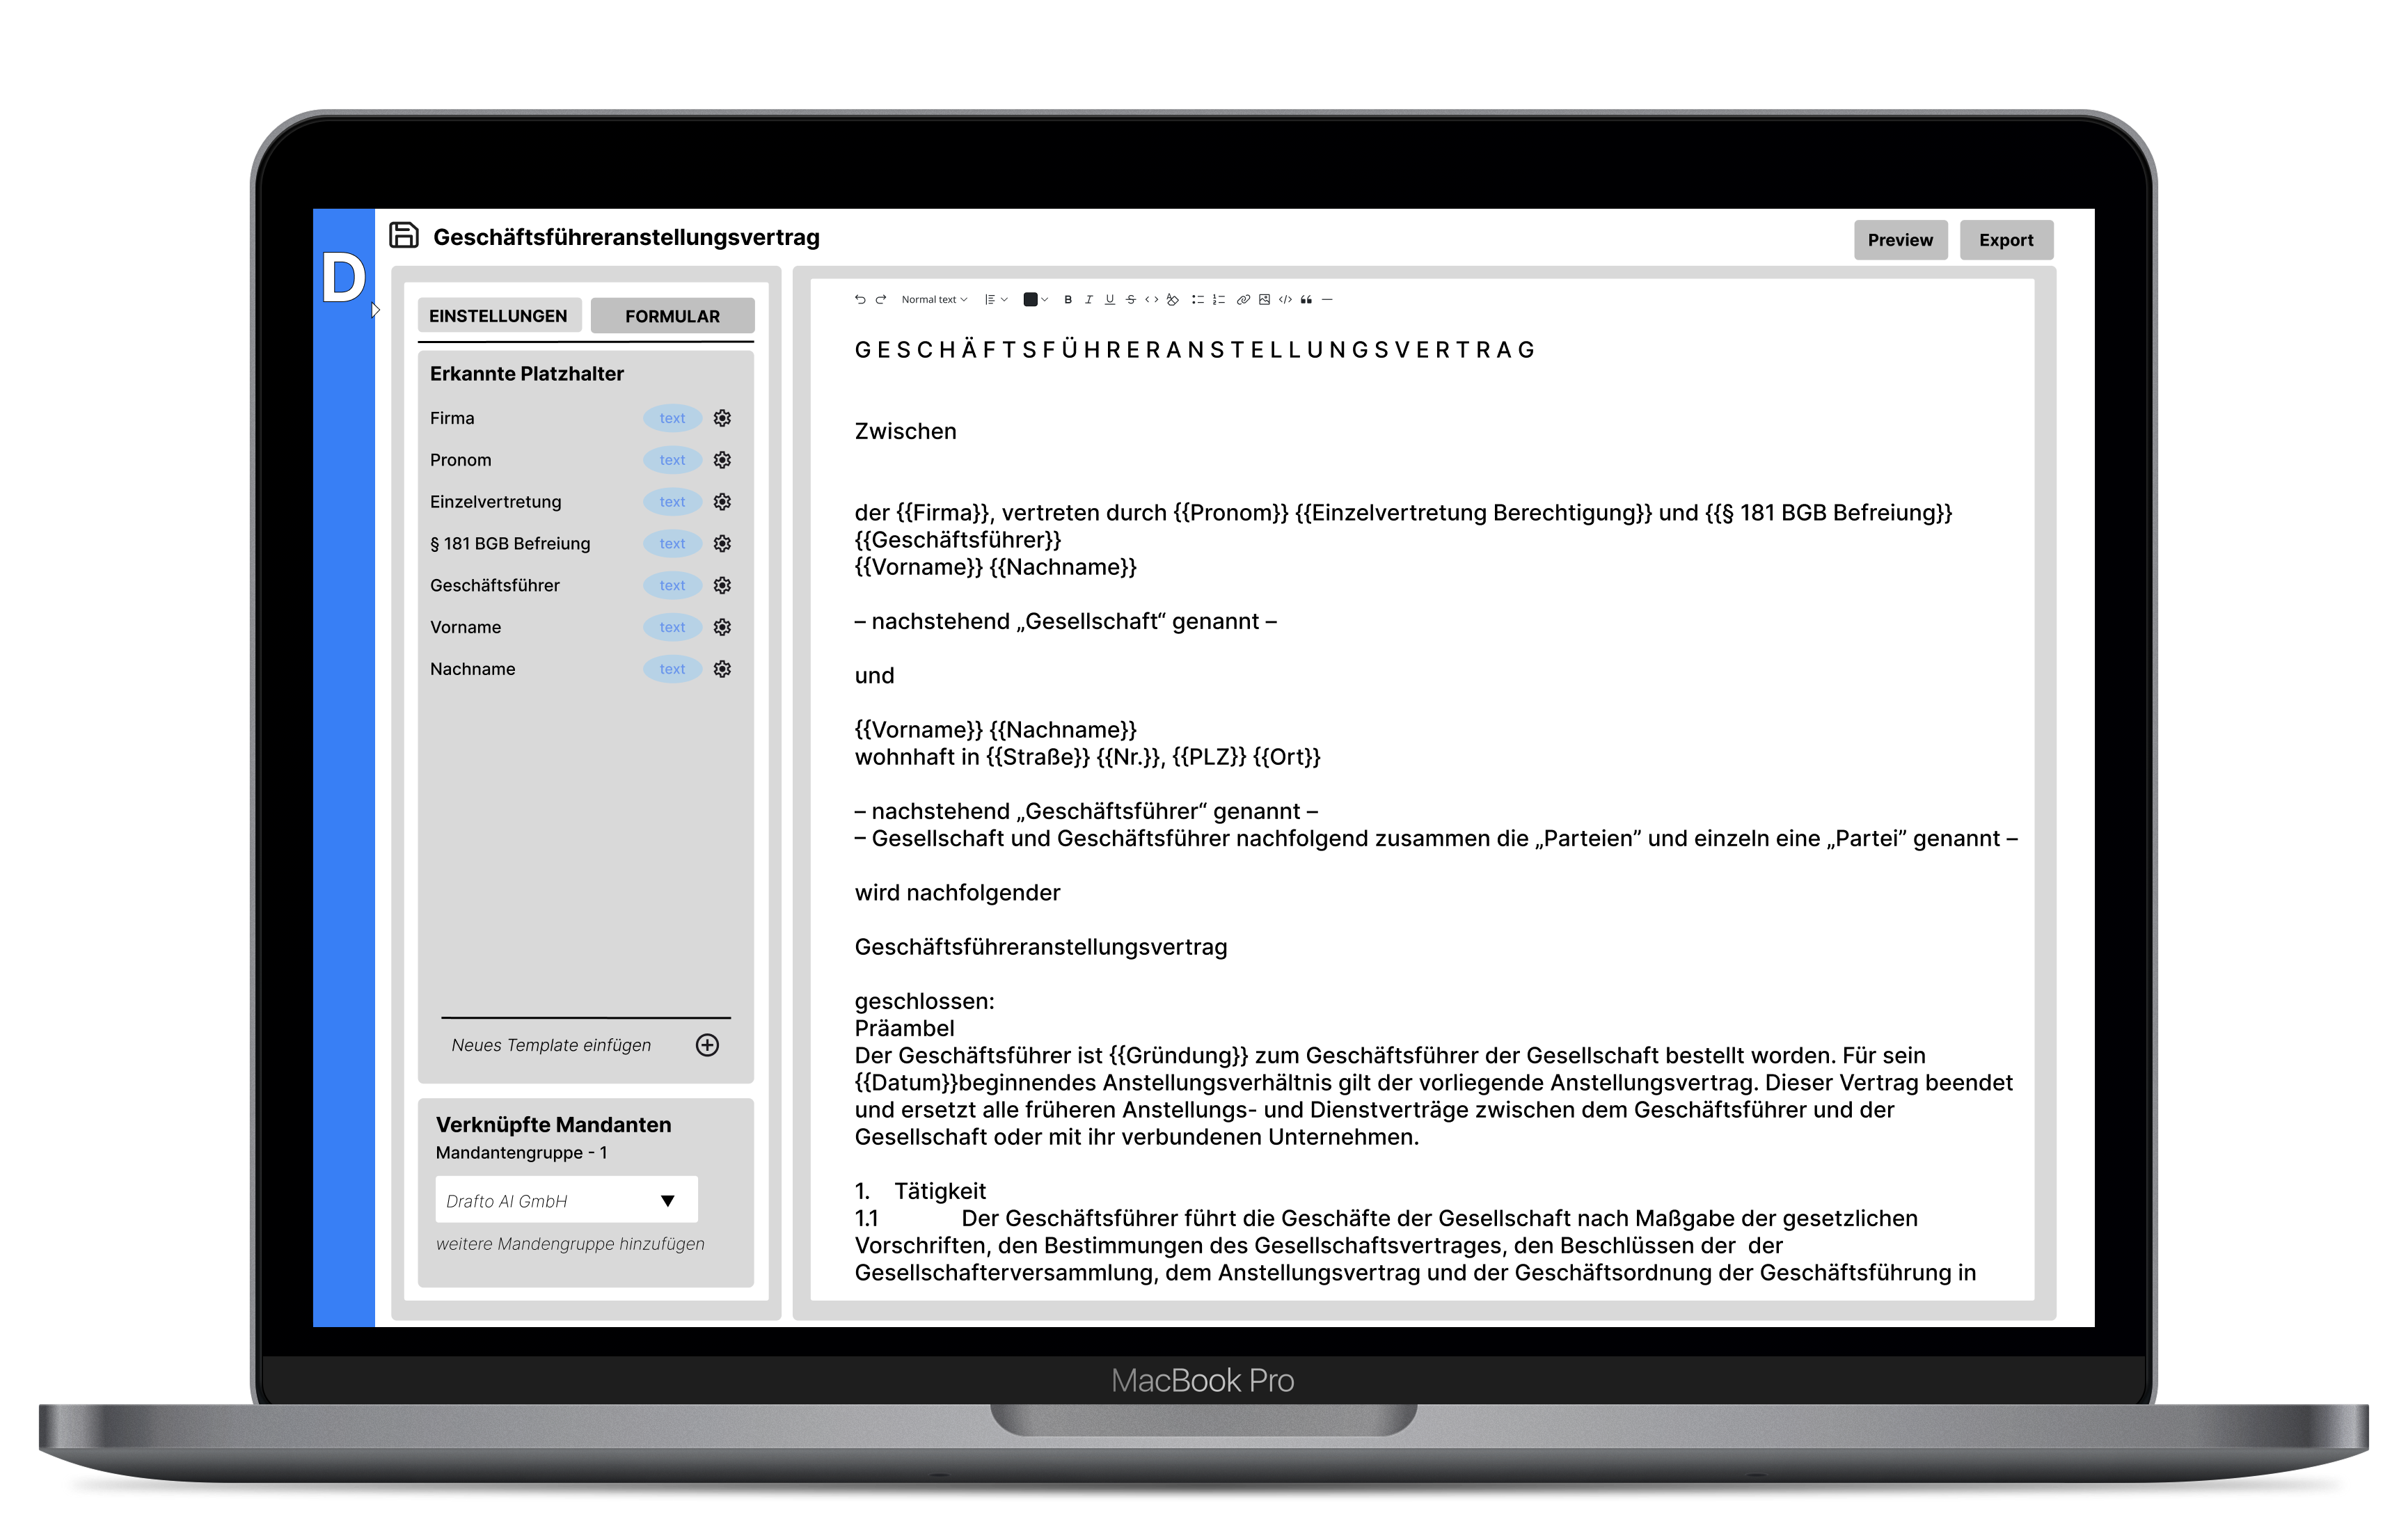 D
Geschäftsführeranstellungsvertrag
Preview
Export
EINSTELLUNGEN
FORMULAR
Erkannte Platzhalter
Firma text
Pronom text
Einzelvertretung text
§ 181 BGB Befreiung text
Geschäftsführer text
Vorname text
Nachname text
Neues Template einfügen
Verknüpfte Mandanten
Mandantengruppe - 1
Drafto AI GmbH
weitere Mandengruppe hinzufügen
Normal text
GESCHÄFTSFÜHRERANSTELLUNGSVERTRAG
Zwischen
der {{Firma}}, vertreten durch {{Pronom}} {{Einzelvertretung Berechtigung}} und {{§ 181 BGB Befreiung}}
{{Geschäftsführer}}
{{Vorname}} {{Nachname}}
– nachstehend „Gesellschaft“ genannt –
und
{{Vorname}} {{Nachname}}
wohnhaft in {{Straße}} {{Nr.}}, {{PLZ}} {{Ort}}
– nachstehend „Geschäftsführer“ genannt –
– Gesellschaft und Geschäftsführer nachfolgend zusammen die „Parteien” und einzeln eine „Partei” genannt –
wird nachfolgender
Geschäftsführeranstellungsvertrag
geschlossen:
Präambel
Der Geschäftsführer ist {{Gründung}} zum Geschäftsführer der Gesellschaft bestellt worden. Für sein
{{Datum}}beginnendes Anstellungsverhältnis gilt der vorliegende Anstellungsvertrag. Dieser Vertrag beendet
und ersetzt alle früheren Anstellungs- und Dienstverträge zwischen dem Geschäftsführer und der
Gesellschaft oder mit ihr verbundenen Unternehmen.
1. Tätigkeit
1.1 Der Geschäftsführer führt die Geschäfte der Gesellschaft nach Maßgabe der gesetzlichen
Vorschriften, den Bestimmungen des Gesellschaftsvertrages, den Beschlüssen der der
Gesellschafterversammlung, dem Anstellungsvertrag und der Geschäftsordnung der Geschäftsführung in
MacBook Pro